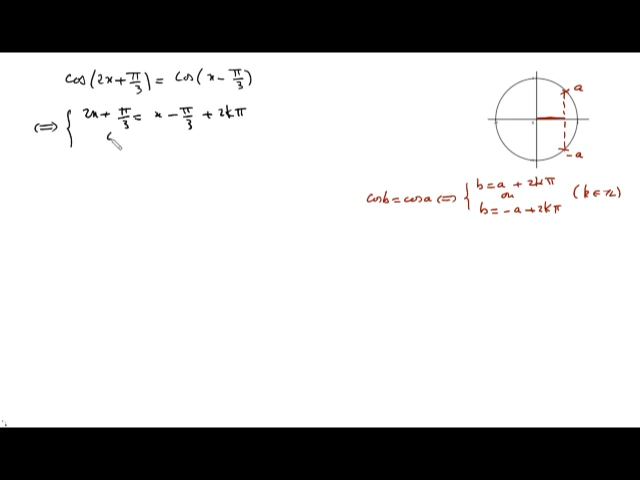 cos(2x + π/3) = cos(x - π/3)
⇔ { 2x + π/3 = x - π/3 + 2kπ
a
-a
cos b = cos a ⇔ { b = a + 2kπ
ou
b = -a + 2kπ
(k ∈ ℤ)